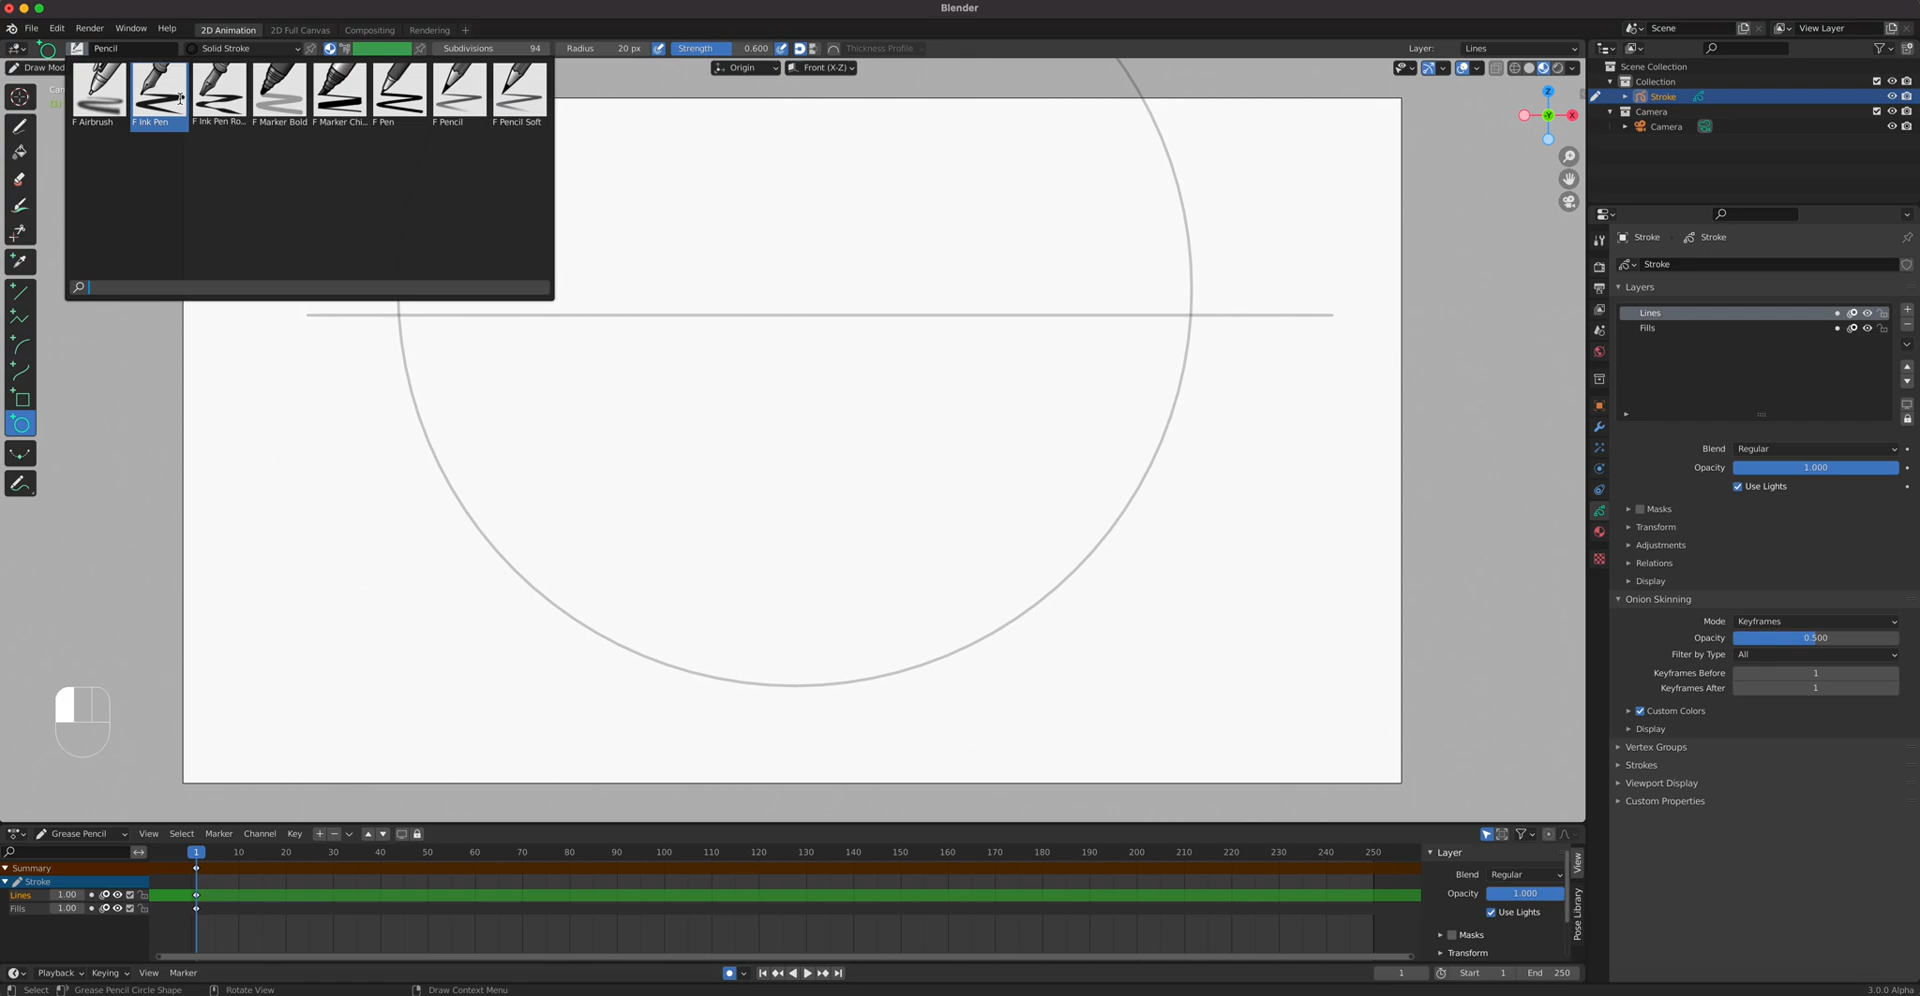 Blender
File Edit Render Window Help 2D Animation 2D Full Canvas Compositing Rendering + Scene View Layer
Pencil Solid Stroke Subdivisions 94 Radius 20 px Strength 0.600 Thickness Profile Layer: Lines
Draw Mod Origin Front (X-Z)
F Airbrush F Ink Pen F Ink Pen Ro... F Marker Bold F Marker Chi... F Pen F Pencil F Pencil Soft
Z
Y
X
Scene Collection
Collection
Stroke
Camera
Camera
Stroke Stroke
Stroke
Layers
Lines
Fills
Blend Regular
Opacity 1.000
Use Lights
Masks
Transform
Adjustments
Relations
Display
Onion Skinning
Mode Keyframes
Opacity 0.500
Filter by Type All
Keyframes Before 1
Keyframes After 1
Custom Colors
Display
Vertex Groups
Strokes
Viewport Display
Custom Properties
Grease Pencil View Select Marker Channel Key
1 10 20 30 40 50 60 70 80 90 100 110 120 130 140 150 160 170 180 190 200 210 220 230 240 250
Summary
Stroke
Lines 1.00
Fills 1.00
Layer
Blend Regular
Opacity 1.000
Use Lights
Masks
Transform
View
Pose Library
Playback Keying View Marker 1 Start 1 End 250
Select Grease Pencil Circle Shape Rotate View Draw Context Menu 3.0.0 Alpha